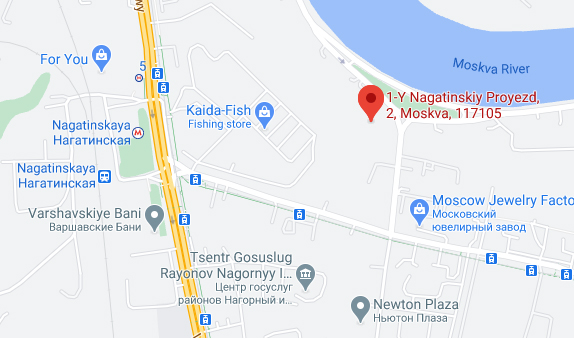 wy
For You
5
Moskva River
1-Y Nagatinskiy Proyezd,
2, Moskva, 117105
Kaida-Fish
Fishing store
Nagatinskaya
Нагатинская
Nagatinskaya
Нагатинская
Moscow Jewelry Facto
Московский
ювелирный завод
Varshavskiye Bani
Варшавские Бани
Tsentr Gosuslug
Rayonov Nagornyy I...
Центр госуслуг
районов Нагорный и...
Newton Plaza
Ньютон Плаза